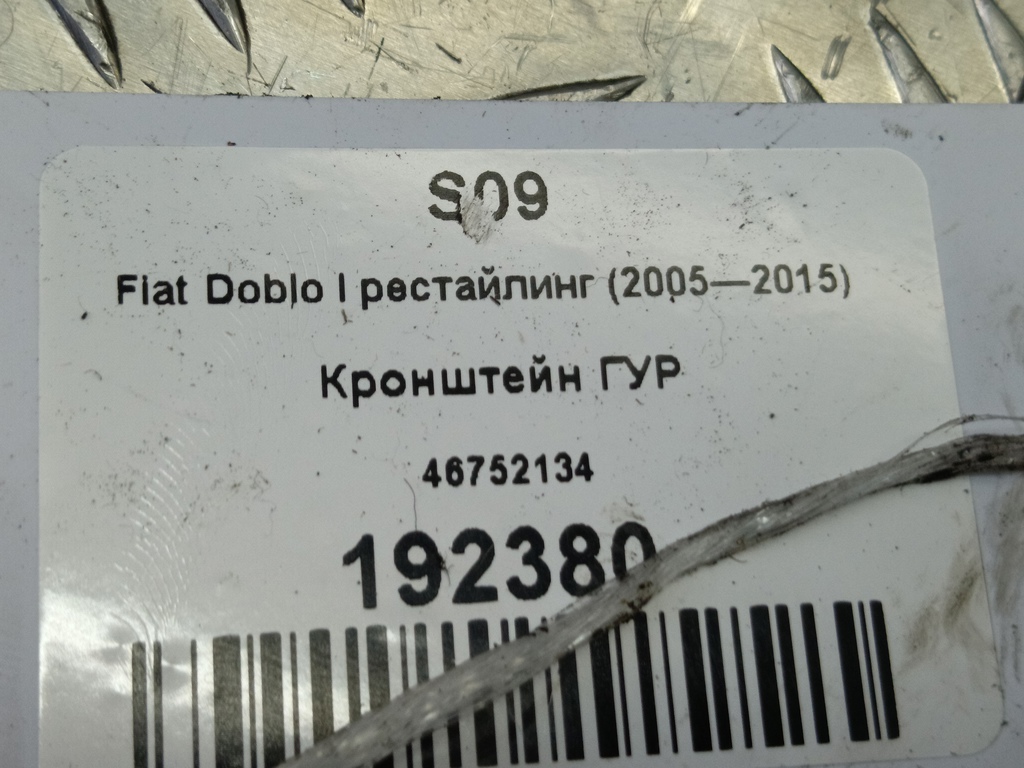 S09
Fiat Doblo I рестайлинг (2005—2015)
Кронштейн ГУР
46752134
192380